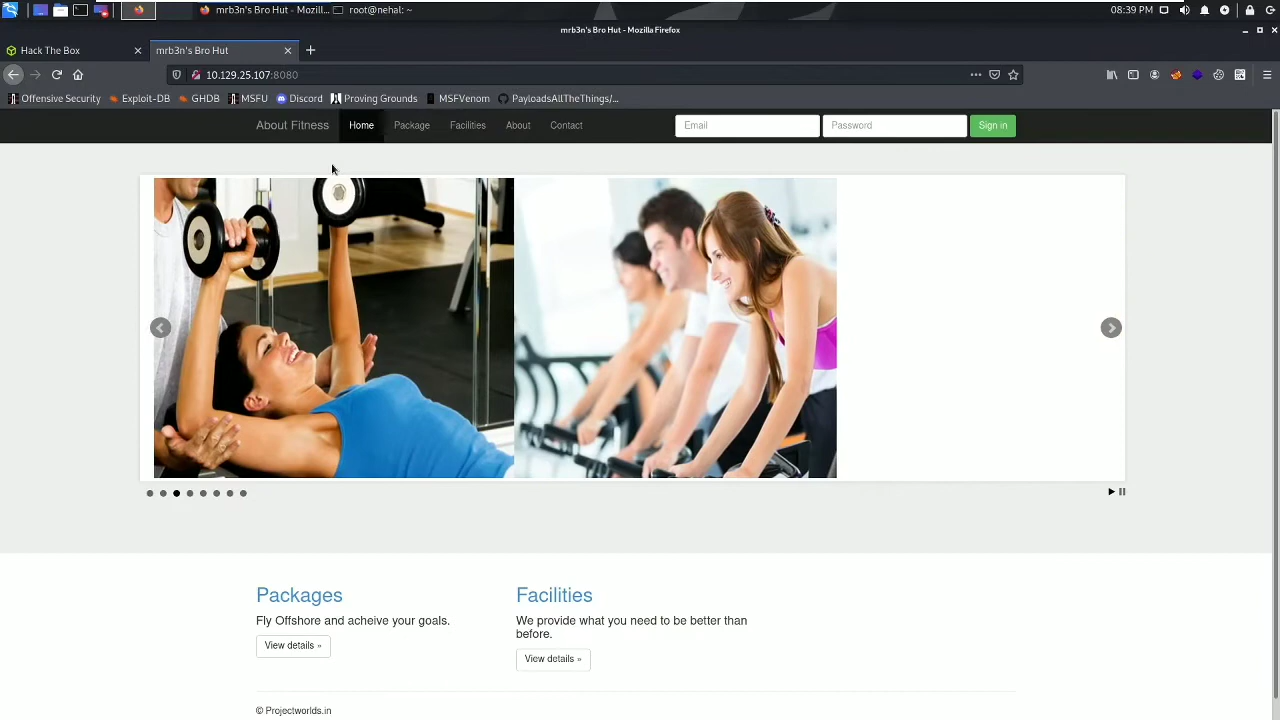 mrb3n's Bro Hut - Mozill...
root@nehal: ~
08:39 PM
mrb3n's Bro Hut - Mozilla Firefox
Hack The Box
mrb3n's Bro Hut
10.129.25.107:8080
Offensive Security
Exploit-DB
GHDB
MSFU
Discord
Proving Grounds
MSFVenom
PayloadsAllTheThings/...
About Fitness
Home
Package
Facilities
About
Contact
Email
Password
Sign in
Packages
Facilities
Fly Offshore and acheive your goals.
We provide what you need to be better than
before.
View details »
View details »
© Projectworlds.in